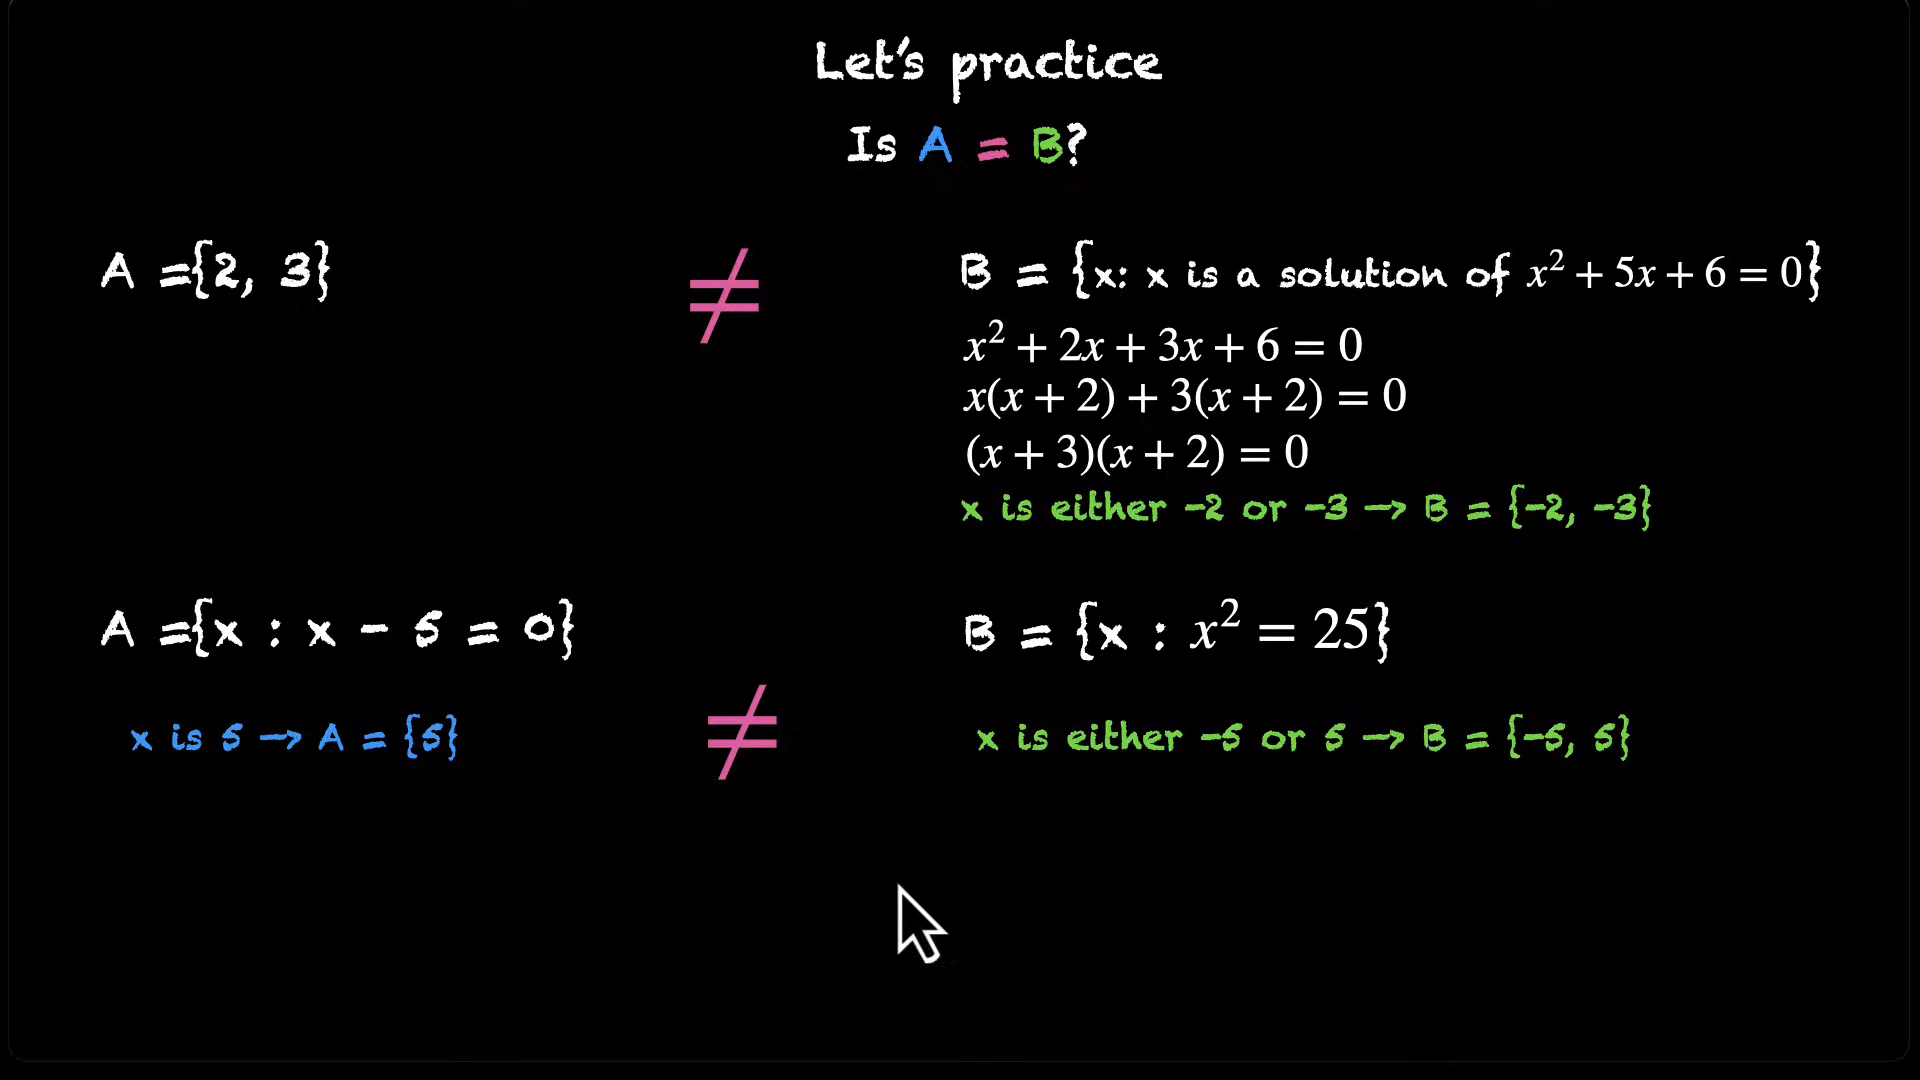 Let's practice
Is A = B?
A ={2, 3}
≠
B = {x: x is a solution of x² + 5x + 6 = 0}
x² + 2x + 3x + 6 = 0
x(x + 2) + 3(x + 2) = 0
(x + 3)(x + 2) = 0
x is either -2 or -3 → B = {-2, -3}
A ={x : x - 5 = 0}
B = {x : x² = 25}
x is 5 → A = {5}
≠
x is either -5 or 5 → B = {-5, 5}